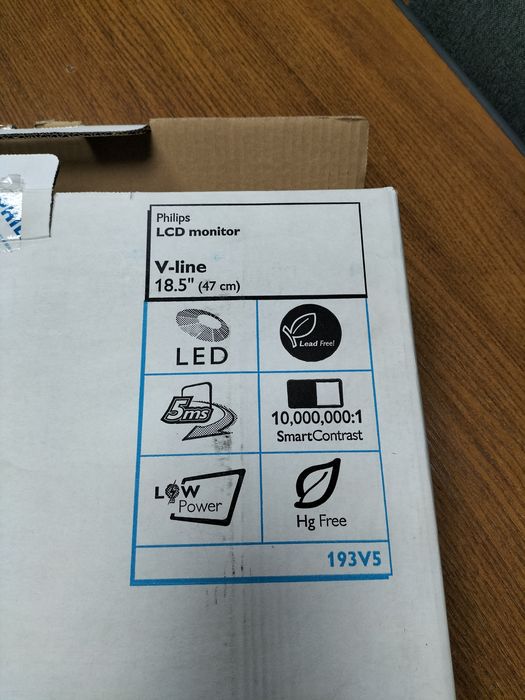 Philips
LCD monitor
V-line
18.5" (47 cm)
LED
Lead Free!
5ms
10,000,000:1
SmartContrast
LOW
Power
Hg Free
193V5